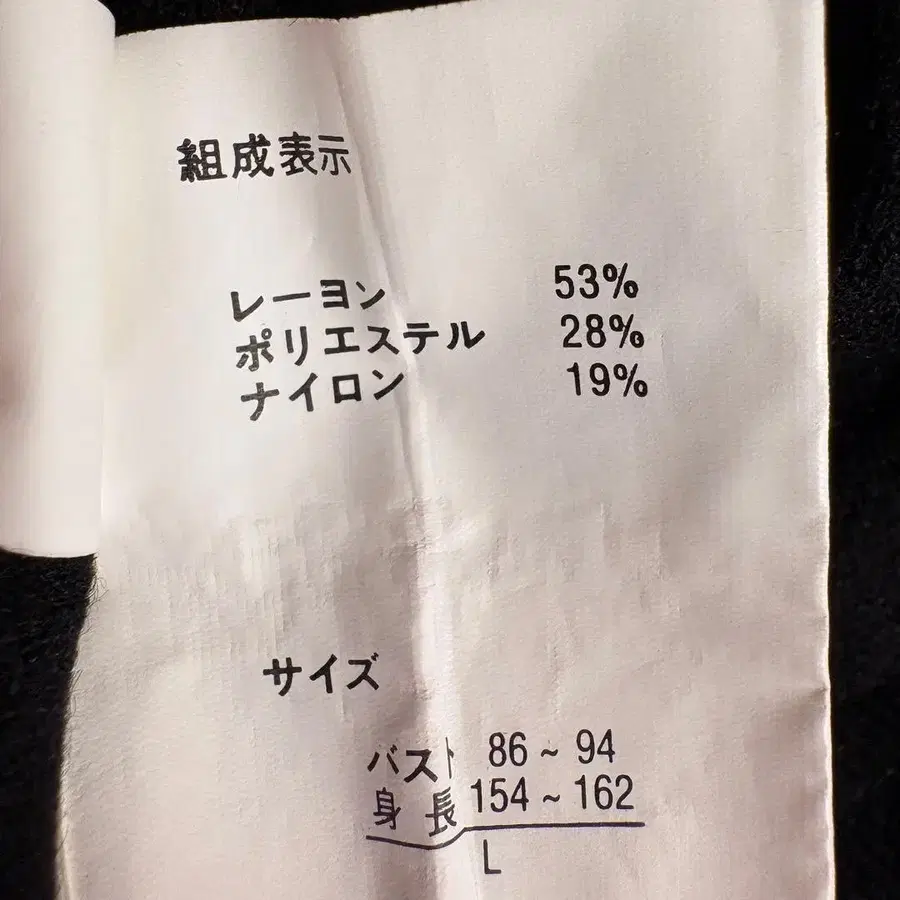 組成表示
レーヨン 53%
ポリエステル 28%
ナイロン 19%
サイズ
バスト 86 ~ 94
身長 154 ~ 162
L